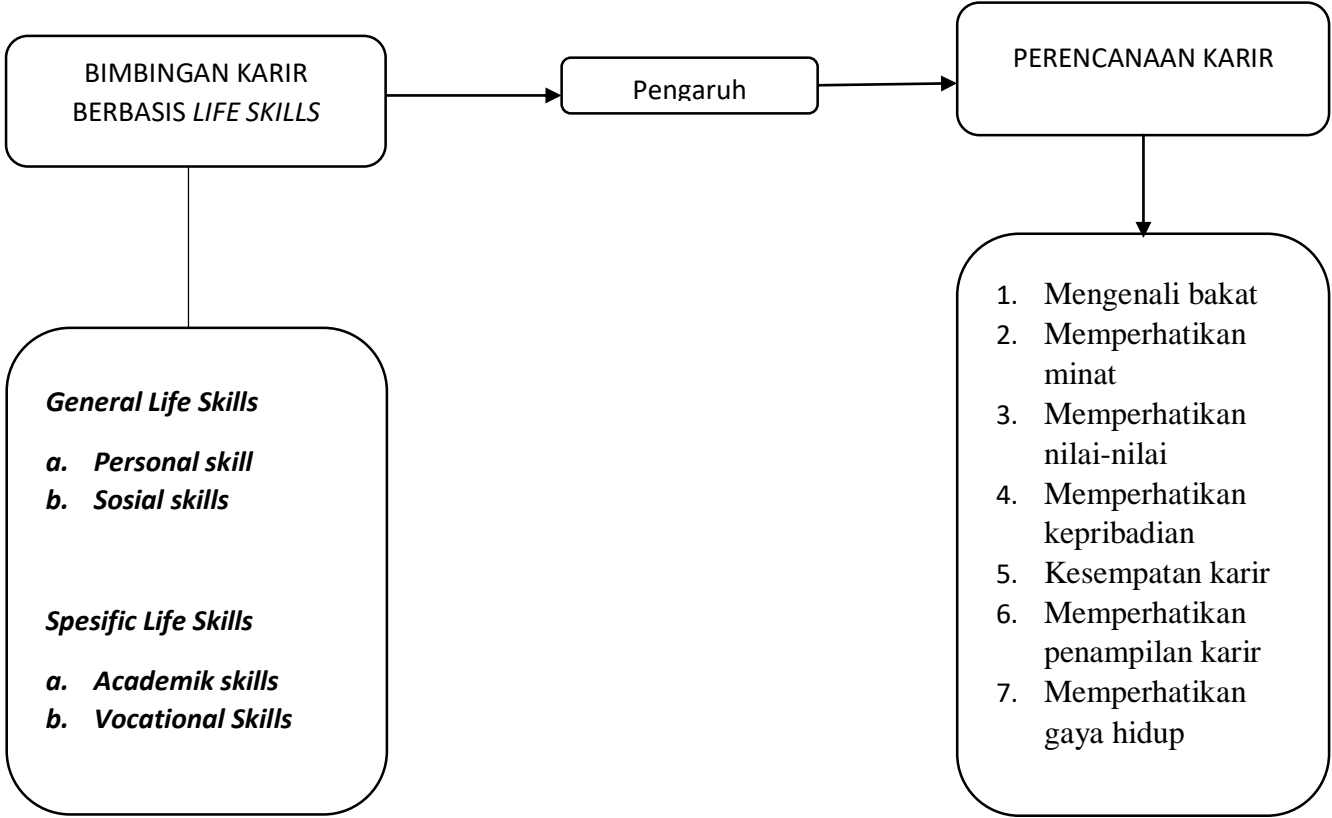 BIMBINGAN KARIR
BERBASIS LIFE SKILLS
Pengaruh
PERENCANAAN KARIR
General Life Skills
a. Personal skill
b. Sosial skills
Spesific Life Skills
a. Academik skills
b. Vocational Skills
1. Mengenali bakat
2. Memperhatikan
minat
3. Memperhatikan
nilai-nilai
4. Memperhatikan
kepribadian
5. Kesempatan karir
6. Memperhatikan
penampilan karir
7. Memperhatikan
gaya hidup